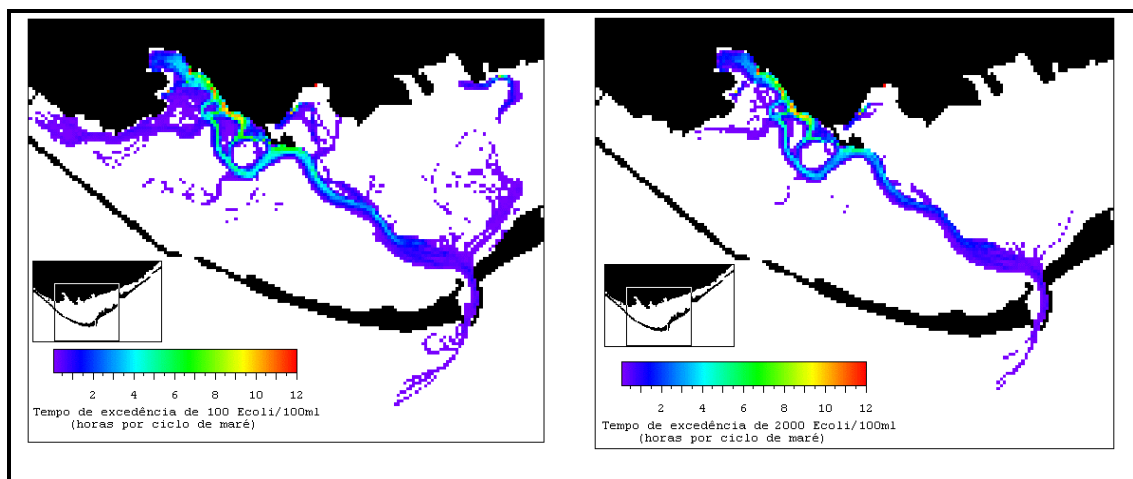 2 4 6 8 10 12
Tempo de excedência de 100 Ecoli/100ml
(horas por ciclo de maré)
2 4 6 8 10 12
Tempo de excedência de 2000 Ecoli/100ml
(horas por ciclo de maré)